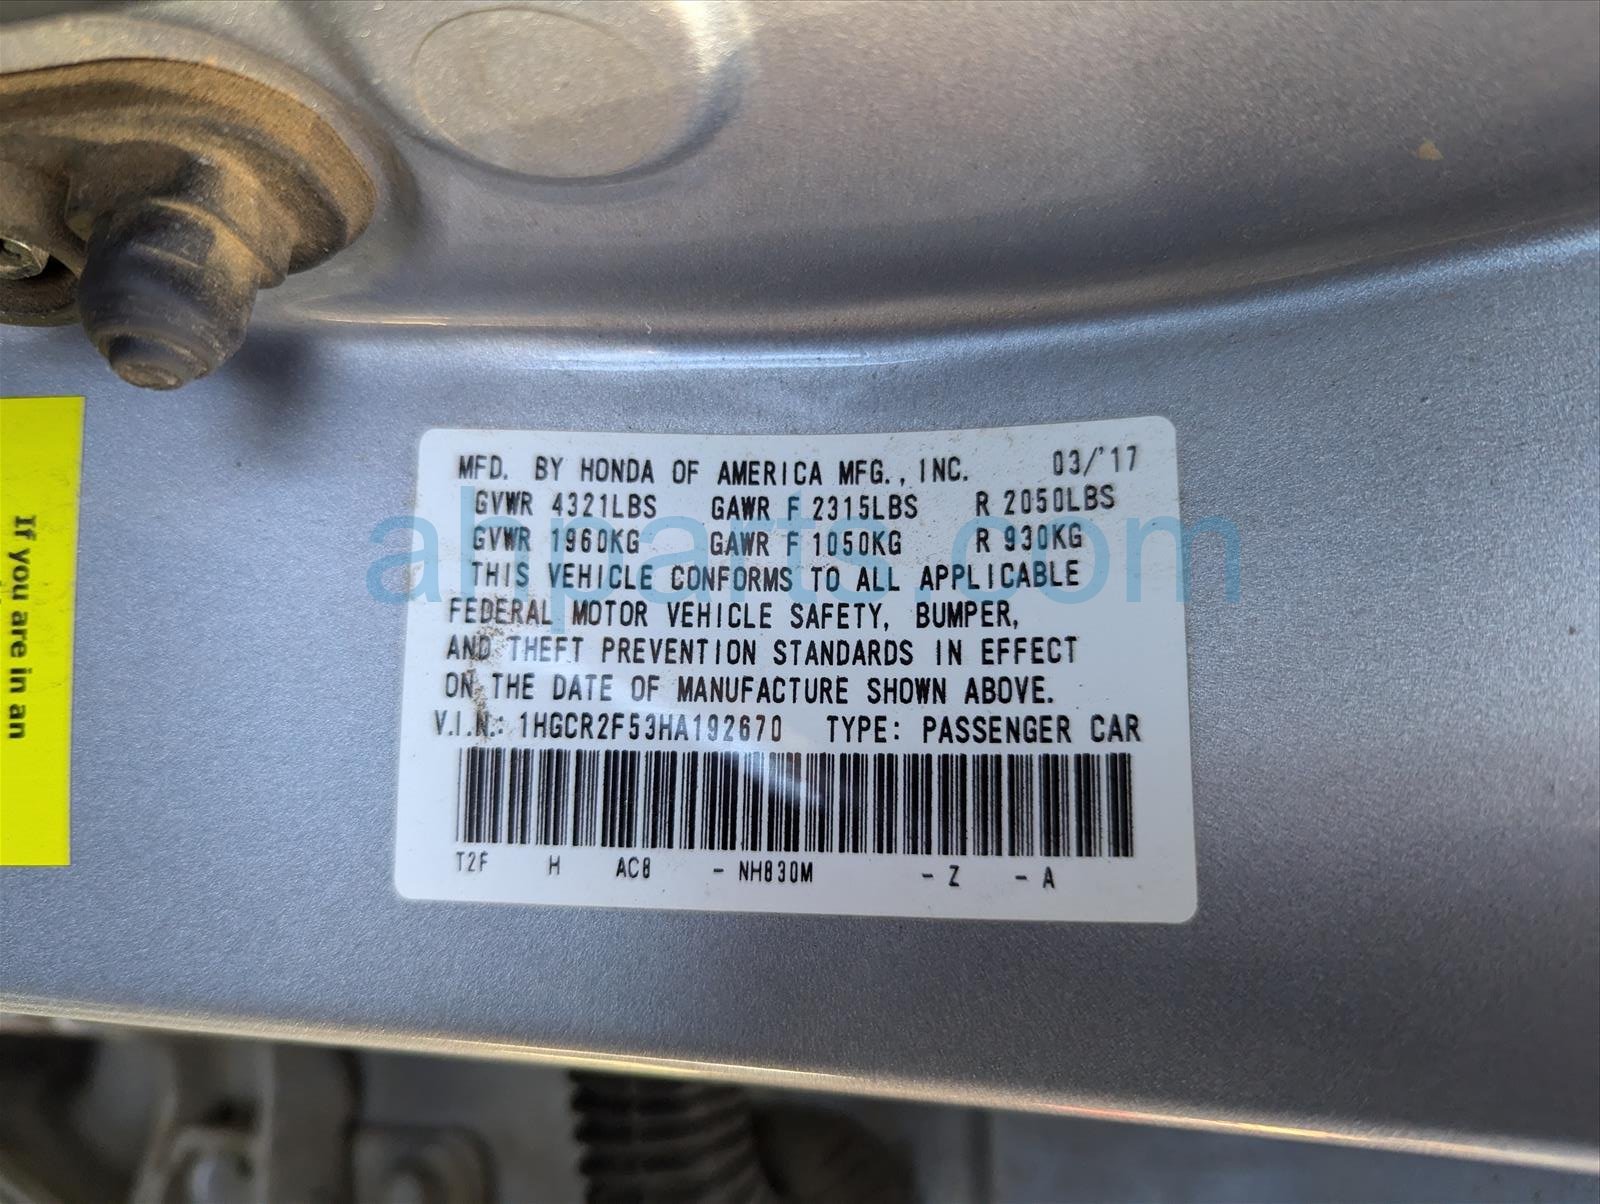 MFD. BY HONDA OF AMERICA MFG., INC. 03/'17
GVWR 4321LBS GAWR F 2315LBS R 2050LBS
GVWR 1960KG GAWR F 1050KG R 930KG
THIS VEHICLE CONFORMS TO ALL APPLICABLE
FEDERAL MOTOR VEHICLE SAFETY, BUMPER,
AND THEFT PREVENTION STANDARDS IN EFFECT
ON THE DATE OF MANUFACTURE SHOWN ABOVE.
V.I.N.: 1HGCR2F53HA192670 TYPE: PASSENGER CAR
T2F H AC8 - NH830M - Z - A
If you are in an
ahparts.com